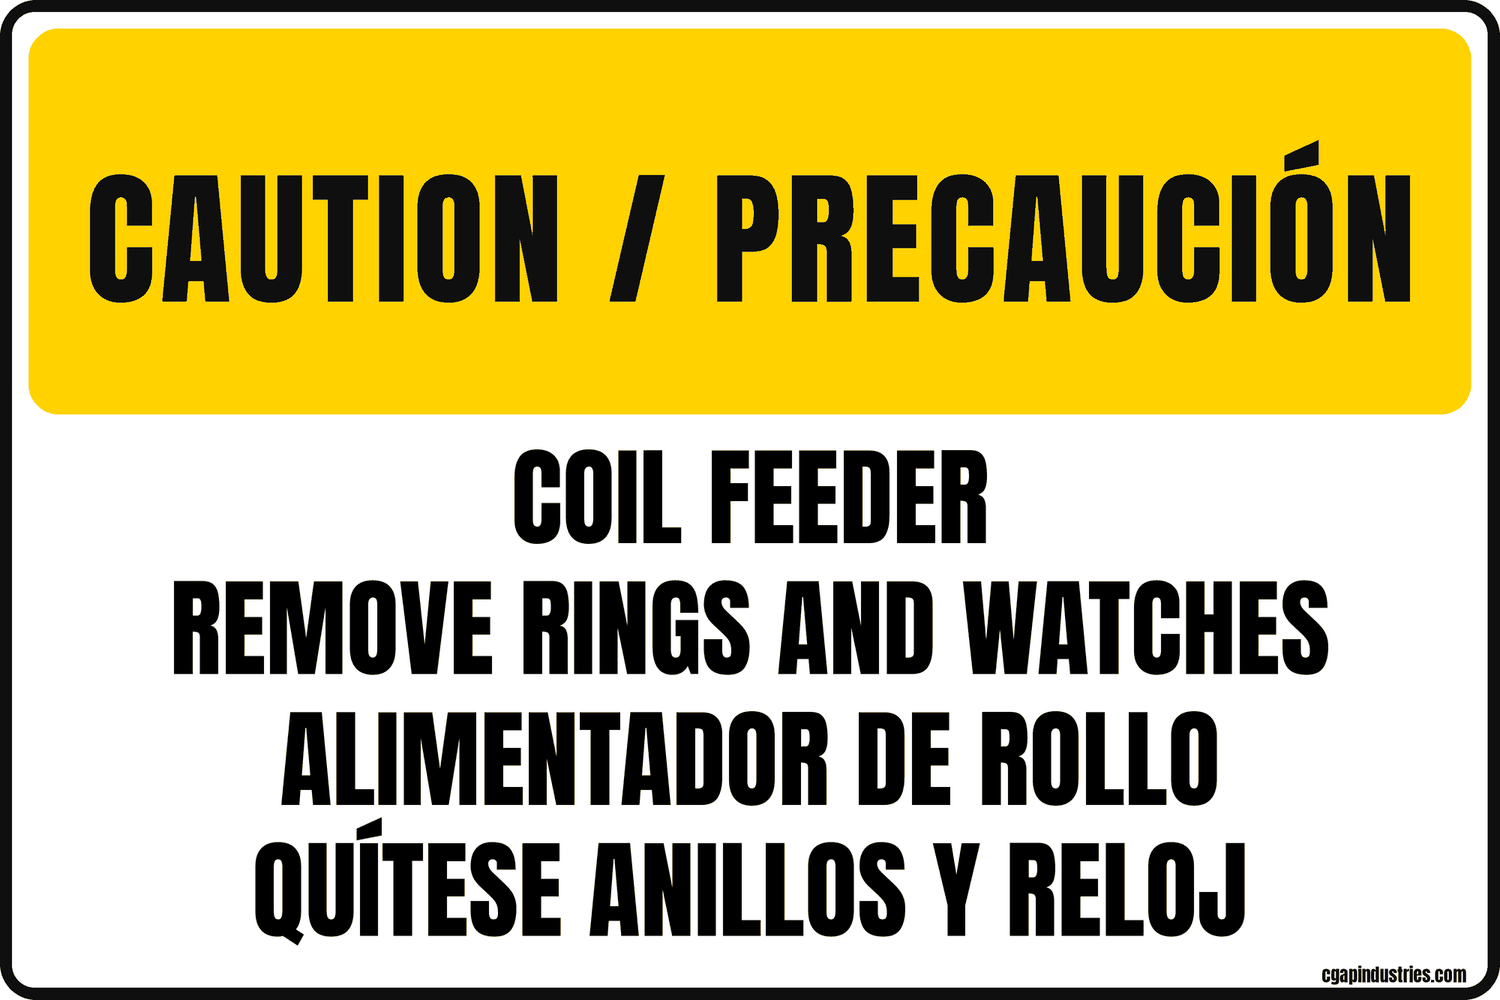 CAUTION / PRECAUCIÓN
COIL FEEDER
REMOVE RINGS AND WATCHES
ALIMENTADOR DE ROLLO
QUÍTESE ANILLOS Y RELOJ
cgapindustries.com